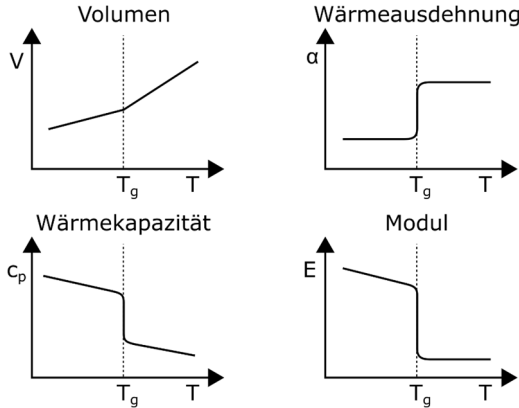 Volumen
V
T_g
T
Wärmeausdehnung
α
T_g
T
Wärmekapazität
c_p
T_g
T
Modul
E
T_g
T